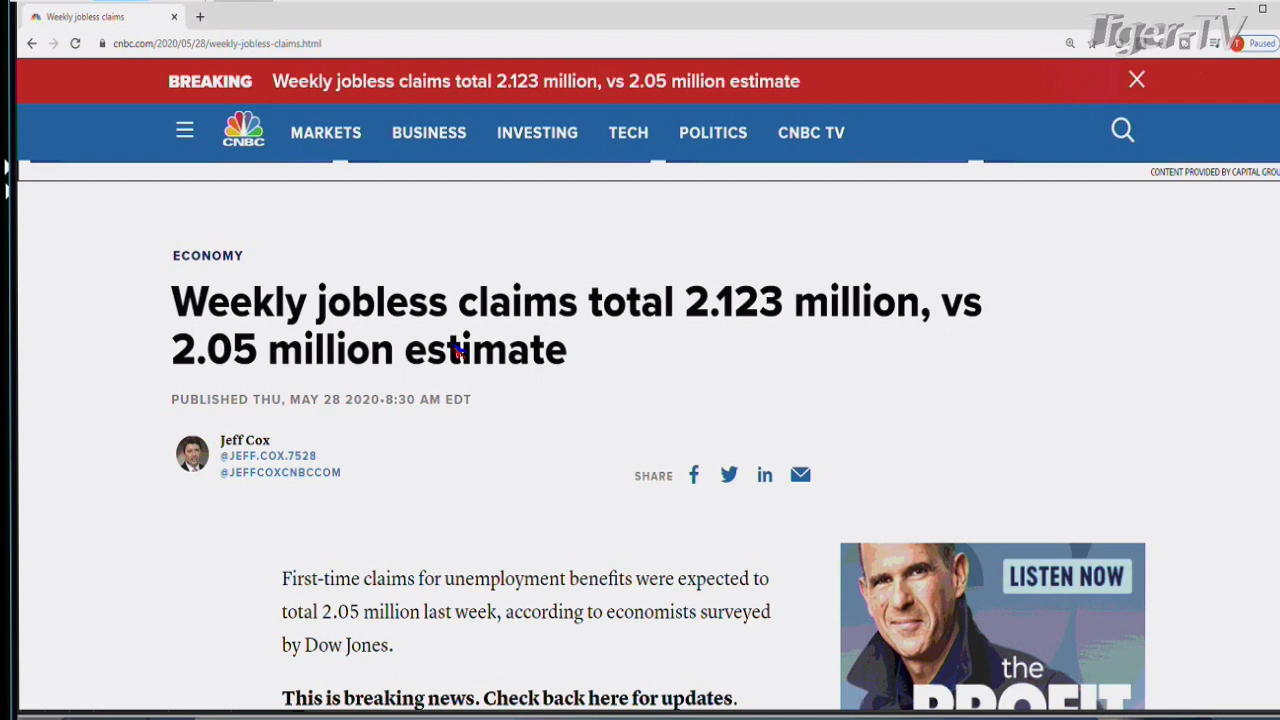 Weekly jobless claims
Tiger-TV
cnbc.com/2020/05/28/weekly-jobless-claims.html
T Paused
BREAKING Weekly jobless claims total 2.123 million, vs 2.05 million estimate
CNBC MARKETS BUSINESS INVESTING TECH POLITICS CNBC TV
CONTENT PROVIDED BY CAPITAL GROU
ECONOMY
Weekly jobless claims total 2.123 million, vs
2.05 million estimate
PUBLISHED THU, MAY 28 2020•8:30 AM EDT
Jeff Cox
@JEFF.COX.7528
@JEFFCOXCNBCCOM
SHARE
First-time claims for unemployment benefits were expected to
total 2.05 million last week, according to economists surveyed
by Dow Jones.
This is breaking news. Check back here for updates.
LISTEN NOW
the
PROFIT